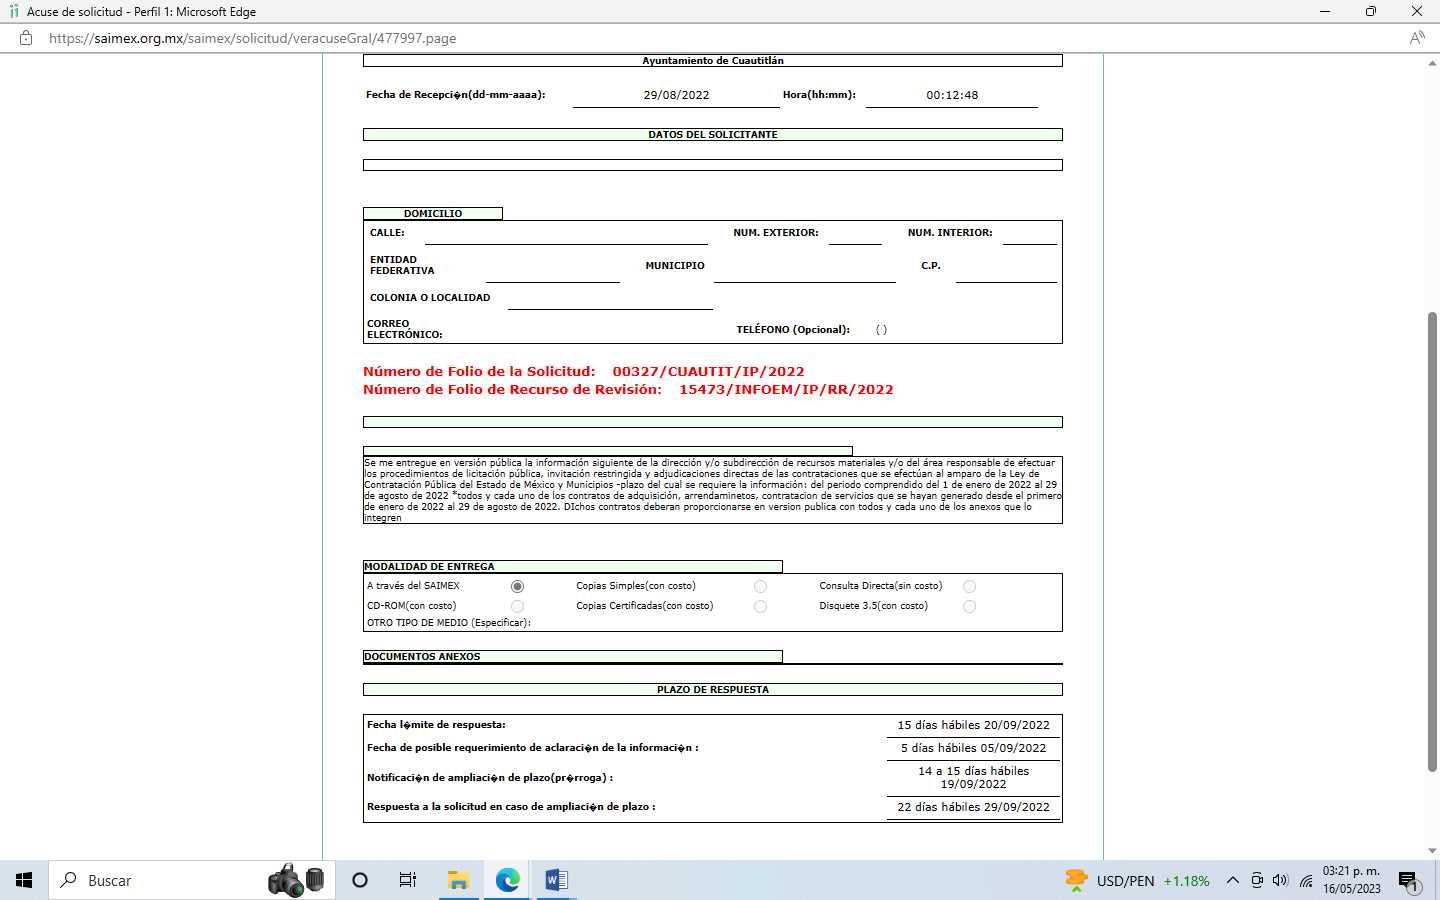 Acuse de solicitud - Perfil 1: Microsoft Edge
https://saimex.org.mx/saimex/solicitud/veracuseGral/477997.page
Ayuntamiento de Cuautitlán
Fecha de Recepci�n(dd-mm-aaaa): 29/08/2022 Hora(hh:mm): 00:12:48
DATOS DEL SOLICITANTE
DOMICILIO
CALLE: NUM. EXTERIOR: NUM. INTERIOR:
ENTIDAD
FEDERATIVA MUNICIPIO C.P.
COLONIA O LOCALIDAD
CORREO
ELECTRÓNICO: TELÉFONO (Opcional): ( )
Número de Folio de la Solicitud: 00327/CUAUTIT/IP/2022
Número de Folio de Recurso de Revisión: 15473/INFOEM/IP/RR/2022
Se me entregue en versión pública la información siguiente de la dirección y/o subdirección de recursos materiales y/o del área responsable de efectuar
los procedimientos de licitación pública, invitación restringida y adjudicaciones directas de las contrataciones que se efectúan al amparo de la Ley de
Contratación Pública del Estado de México y Municipios -plazo del cual se requiere la información: del periodo comprendido del 1 de enero de 2022 al 29
de agosto de 2022 *todos y cada uno de los contratos de adquisición, arrendaminetos, contratacion de servicios que se hayan generado desde el primero
de enero de 2022 al 29 de agosto de 2022. DIchos contratos deberan proporcionarse en version publica con todos y cada uno de los anexos que lo
integren
MODALIDAD DE ENTREGA
A través del SAIMEX Copias Simples(con costo) Consulta Directa(sin costo)
CD-ROM(con costo) Copias Certificadas(con costo) Disquete 3.5(con costo)
OTRO TIPO DE MEDIO (Especificar):
DOCUMENTOS ANEXOS
PLAZO DE RESPUESTA
Fecha l�mite de respuesta: 15 días hábiles 20/09/2022
Fecha de posible requerimiento de aclaraci�n de la informaci�n : 5 días hábiles 05/09/2022
Notificaci�n de ampliaci�n de plazo(pr�rroga) : 14 a 15 días hábiles
19/09/2022
Respuesta a la solicitud en caso de ampliaci�n de plazo : 22 días hábiles 29/09/2022
Buscar
USD/PEN +1.18%
03:21 p. m.
16/05/2023
1